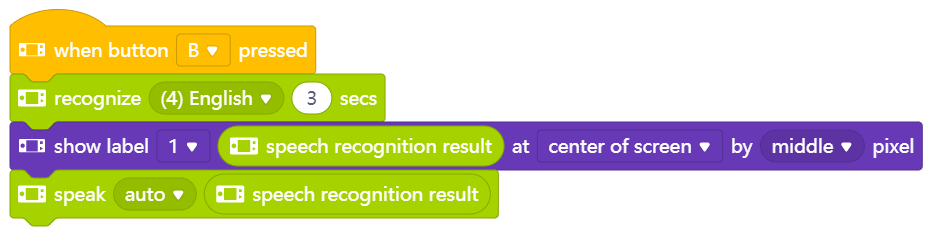 when button B pressed
recognize (4) English 3 secs
show label 1 speech recognition result at center of screen by middle pixel
speak auto speech recognition result